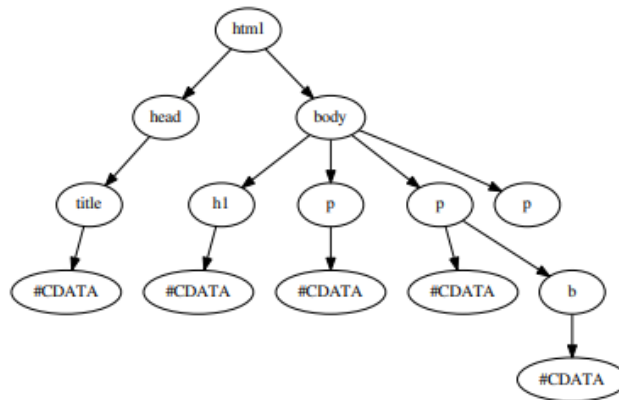 html
head body
title h1 p p p
#CDATA #CDATA #CDATA #CDATA b
#CDATA